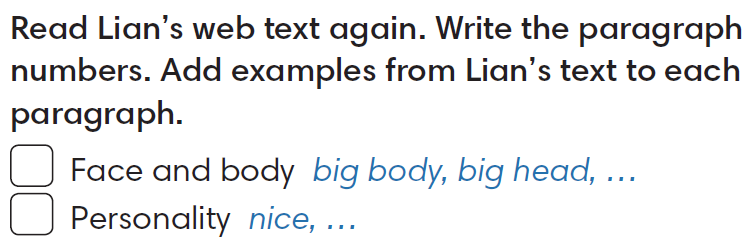 Read Lian's web text again. Write the paragraph
numbers. Add examples from Lian's text to each
paragraph.
Face and body big body, big head, ...
Personality nice, ...